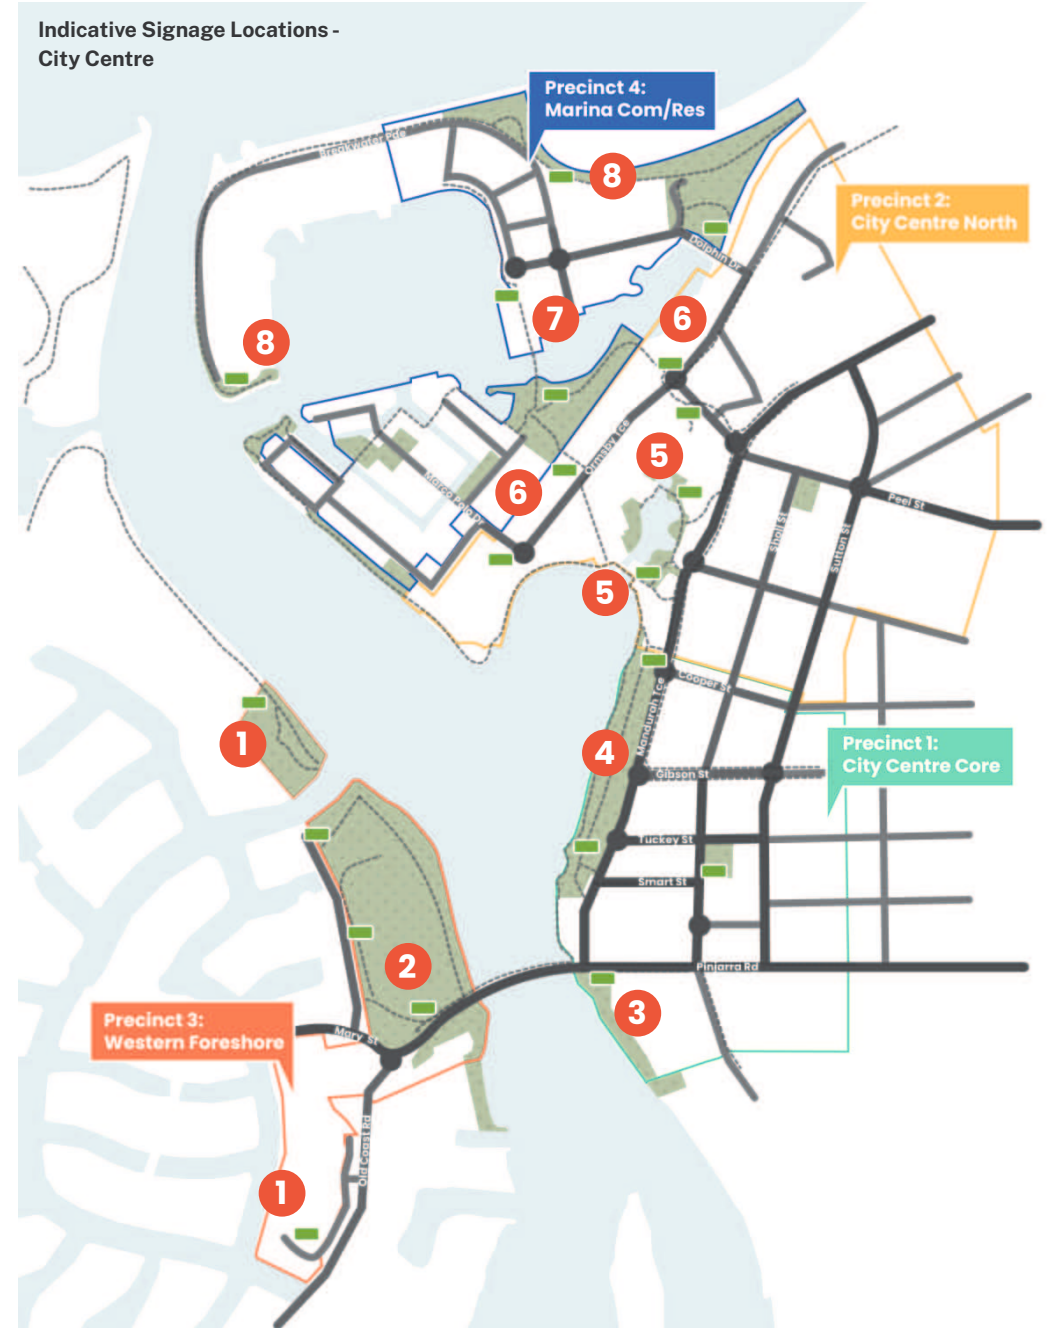 Indicative Signage Locations -
City Centre
Precinct 4:
Marina Com/Res
Breakwater Pde
8
Precinct 2:
City Centre North
Dolphin Dr
7
6
8
Ormsby Tce
5
6
Marco Polo Dr
Peel St
Sholl St
Sutton St
5
Cooper St
Mandurah Tce
1
4
Precinct 1:
City Centre Core
Gibson St
Tuckey St
Smart St
2
Pinjarra Rd
3
Precinct 3:
Western Foreshore
Mary St
Old Coast Rd
1